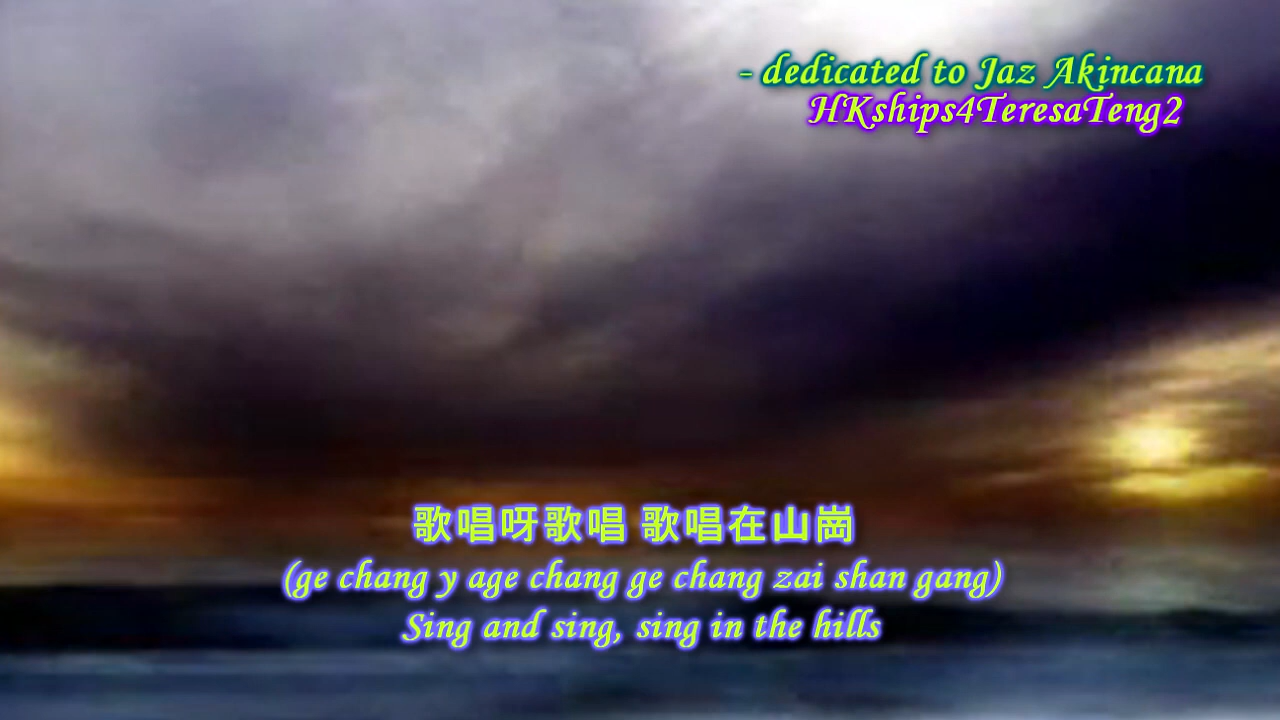 - dedicated to Jaz Akincana
HKships4TeresaTeng2
歌唱呀歌唱 歌唱在山崗
(ge chang y age chang ge chang zai shan gang)
Sing and sing, sing in the hills